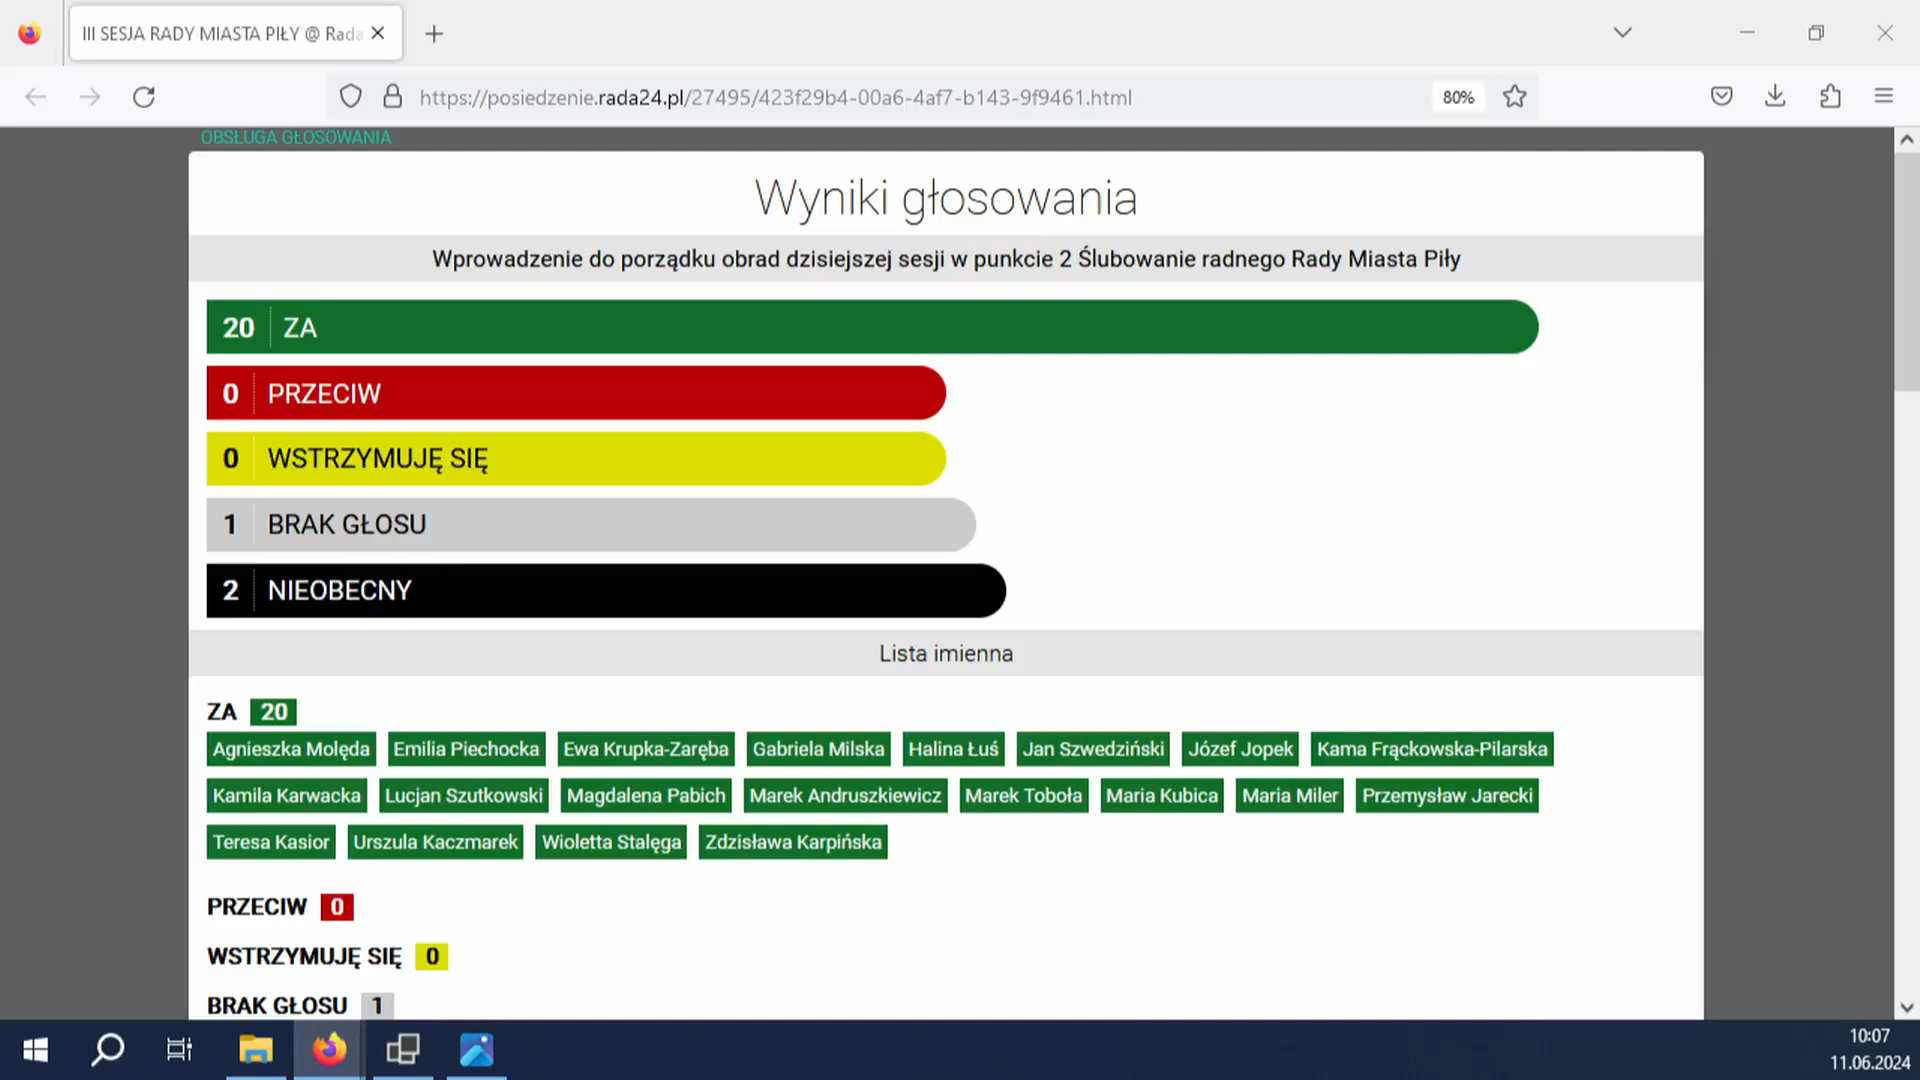 III SESJA RADY MIASTA PIŁY @ Rada
https://posiedzenie.rada24.pl/27495/423f29b4-00a6-4af7-b143-9f9461.html
80%
OBSŁUGA GŁOSOWANIA
Wyniki głosowania
Wprowadzenie do porządku obrad dzisiejszej sesji w punkcie 2 Ślubowanie radnego Rady Miasta Piły
20 ZA
0 PRZECIW
0 WSTRZYMUJĘ SIĘ
1 BRAK GŁOSU
2 NIEOBECNY
Lista imienna
ZA 20
Agnieszka Molęda Emilia Piechocka Ewa Krupka-Zaręba Gabriela Milska Halina Łuś Jan Szwedziński Józef Jopek Kama Frąckowska-Pilarska
Kamila Karwacka Lucjan Szutkowski Magdalena Pabich Marek Andruszkiewicz Marek Toboła Maria Kubica Maria Miler Przemysław Jarecki
Teresa Kasior Urszula Kaczmarek Wioletta Stalęga Zdzisława Karpińska
PRZECIW 0
WSTRZYMUJĘ SIĘ 0
BRAK GŁOSU 1
10:07
11.06.2024